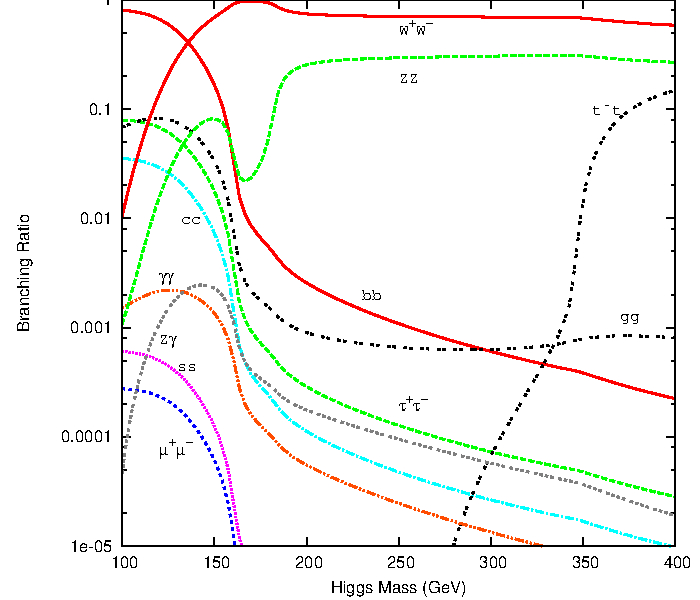 W⁺W⁻
ZZ
t⁻t
0.1
0.01
cc
γγ
bb
0.001
gg
Zγ
ss
τ⁺τ⁻
0.0001
μ⁺μ⁻
1e-05
100 150 200 250 300 350 400
Higgs Mass (GeV)
Branching Ratio